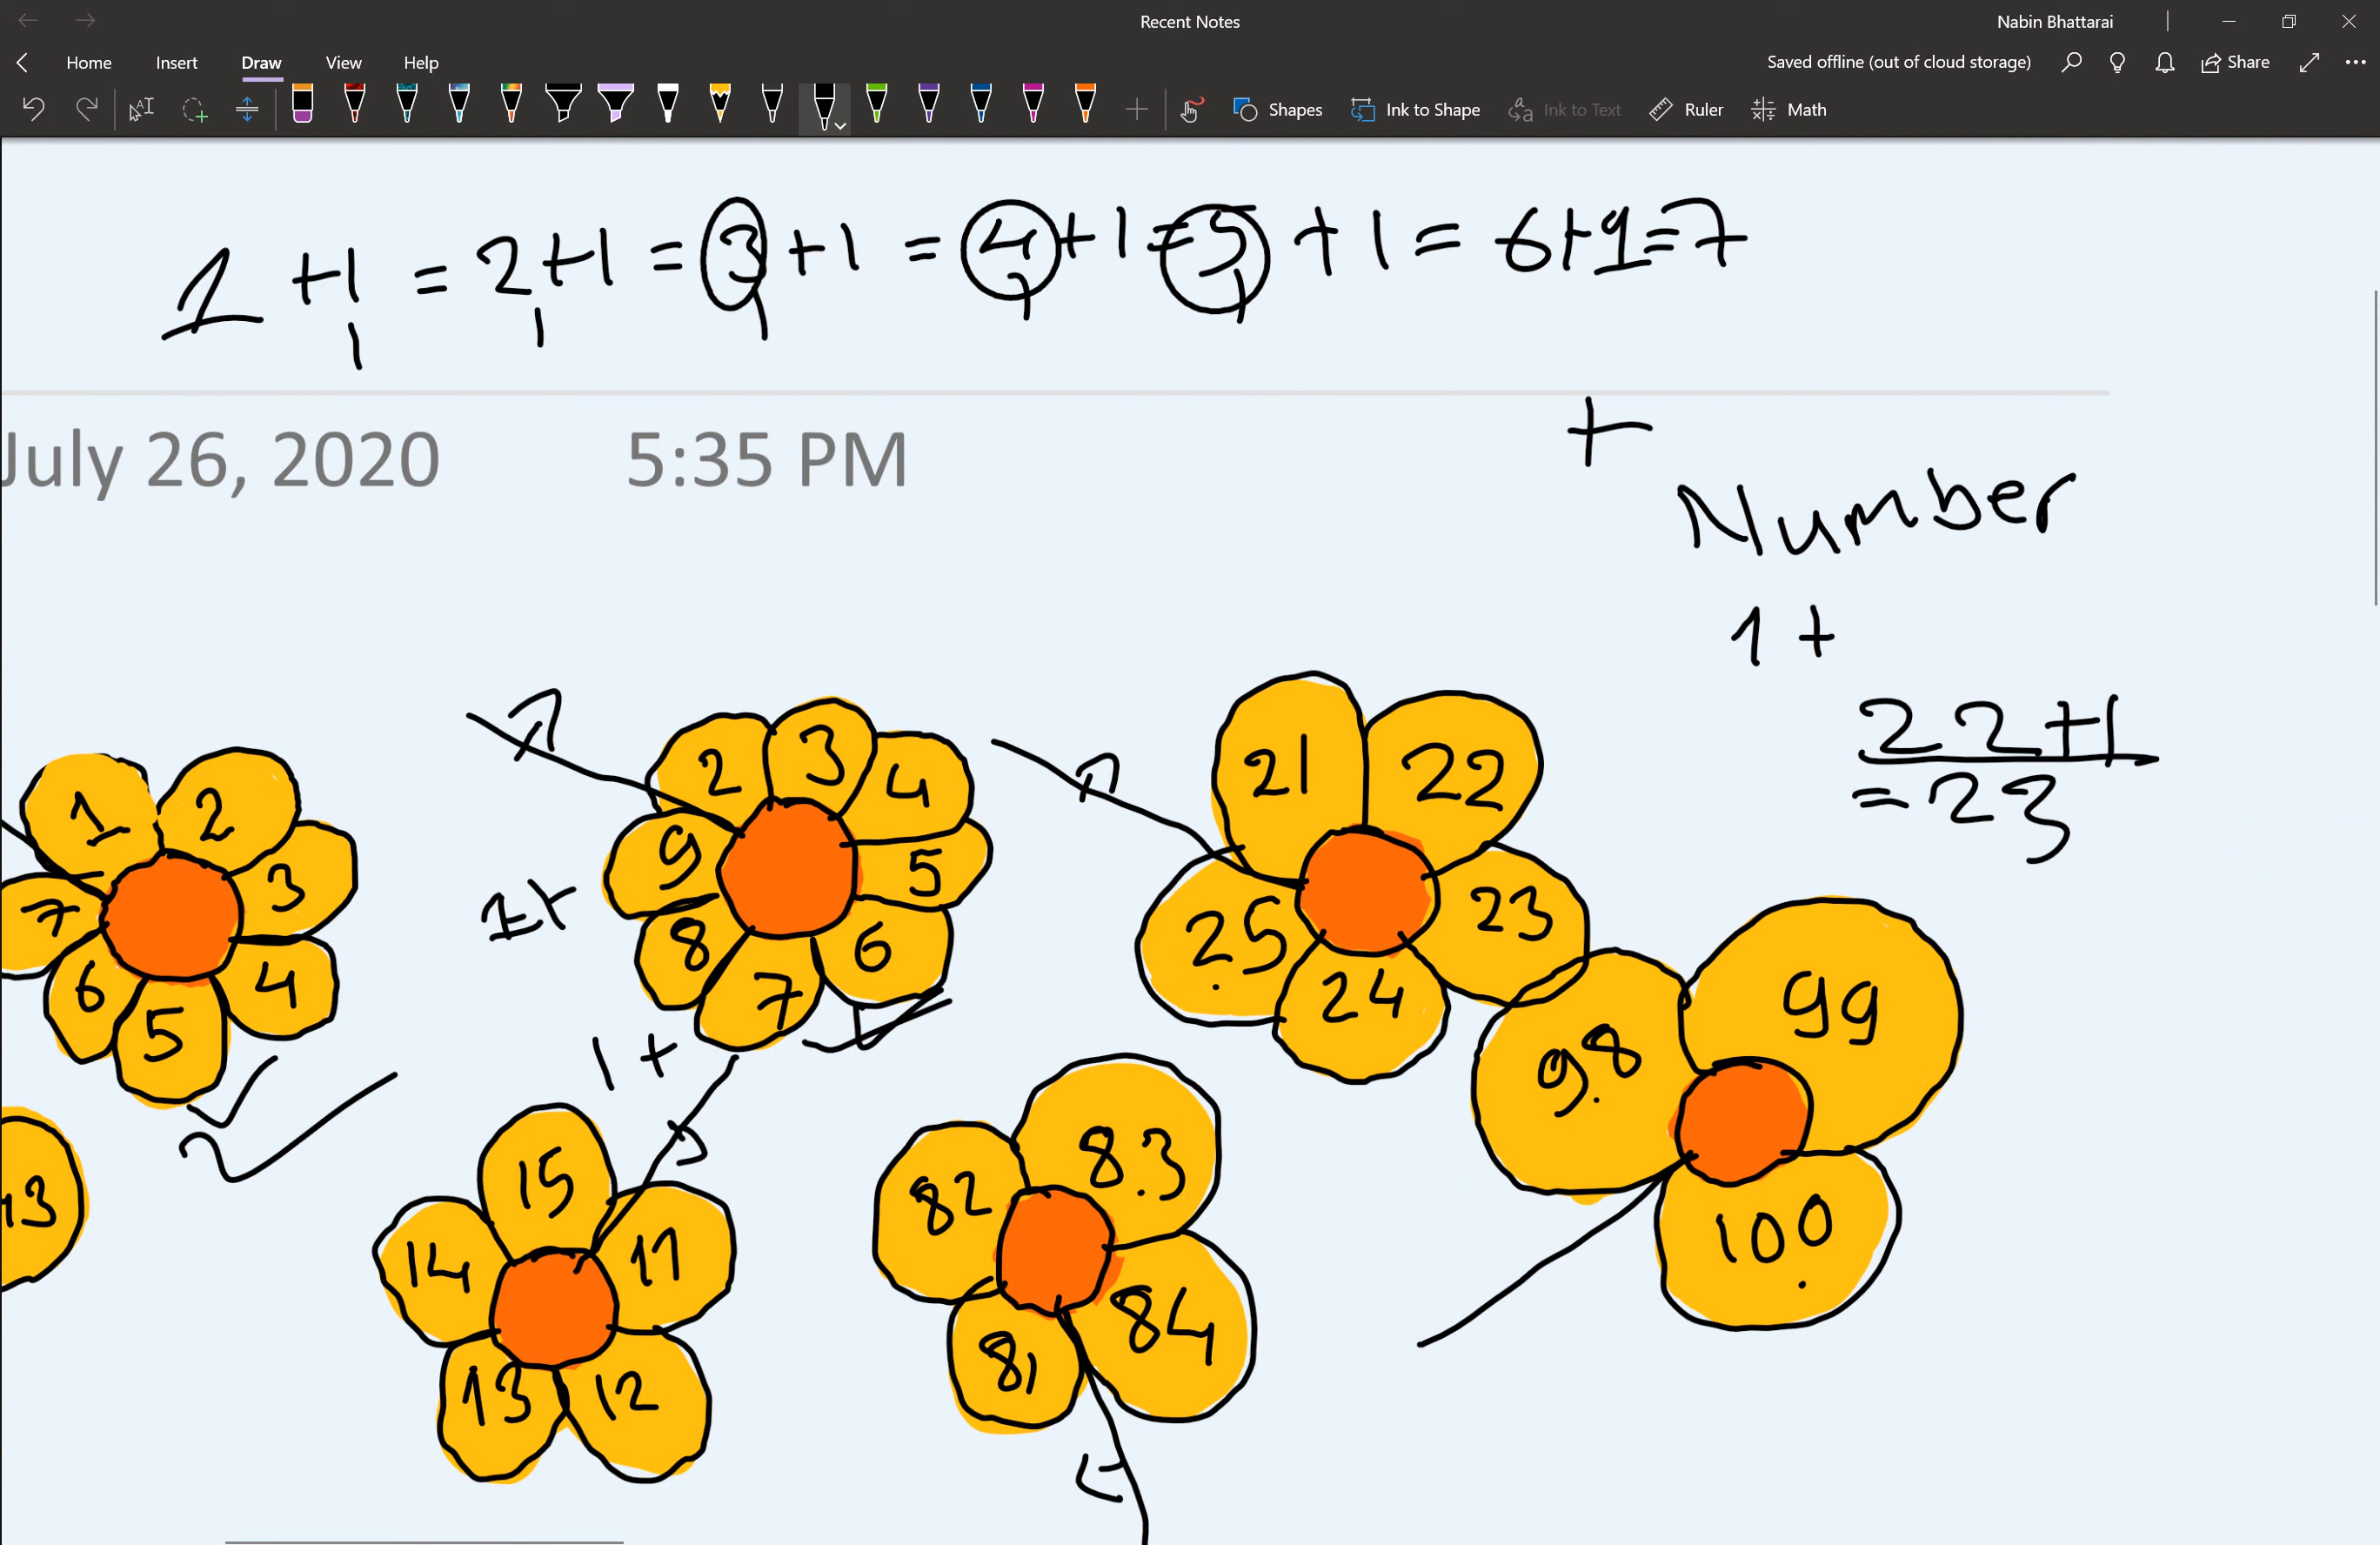 Recent Notes
Nabin Bhattarai
Home Insert Draw View Help
Saved offline (out of cloud storage)
Share
Shapes Ink to Shape Ink to Text Ruler Math
1 + 1 = 2 + 1 = 3 + 1 = 4 + 1 = 5 + 1 = 6 + 1 = 7
July 26, 2020 5:35 PM
+
Number
1 +
22+1
= 23
1 2 3 4 5 6 7
2 3 4 5 6 7 8 9
1+
1 +
21 22 23 24 25
98 99 100
13
15 11 12 13 14
82 83 84 81